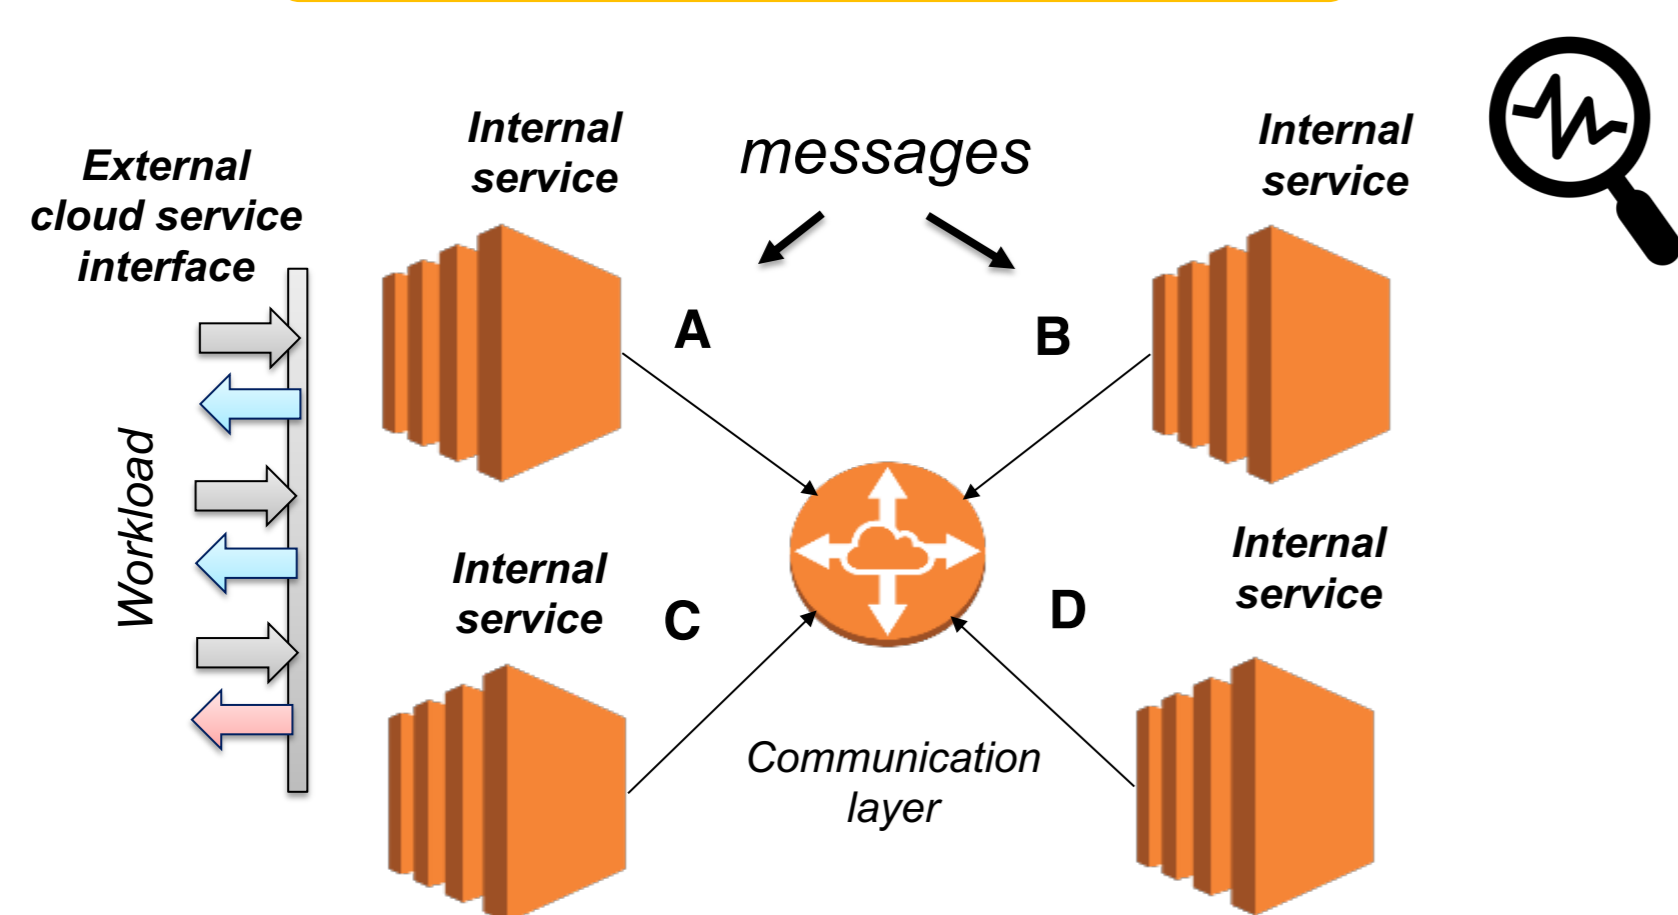 External
cloud service
interface
Internal
service
messages
Internal
service
A
B
Workload
Internal
service
C
D
Internal
service
Communication
layer